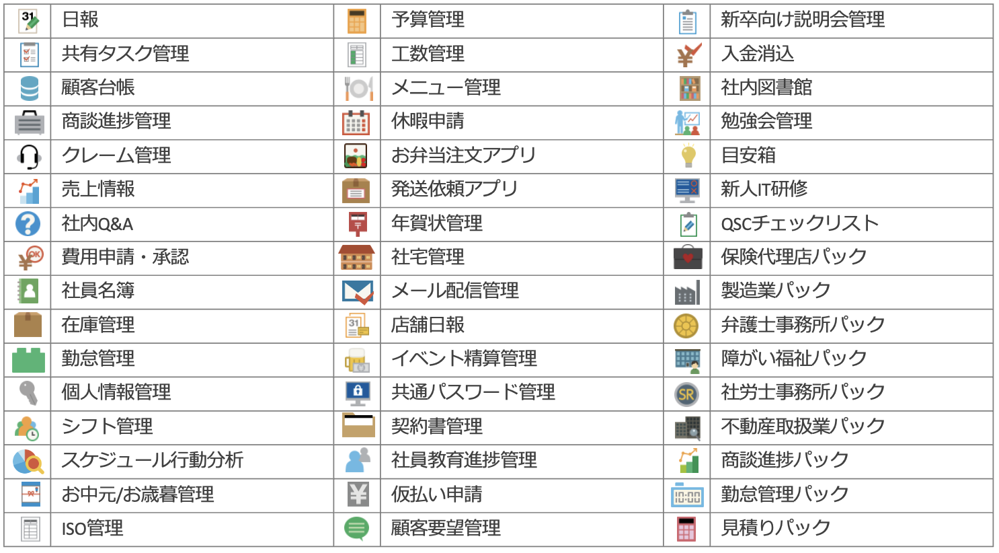 日報 予算管理 新卒向け説明会管理
共有タスク管理 工数管理 入金消込
顧客台帳 メニュー管理 社内図書館
商談進捗管理 休暇申請 勉強会管理
クレーム管理 お弁当注文アプリ 目安箱
売上情報 発送依頼アプリ 新人IT研修
社内Q&A 年賀状管理 QSCチェックリスト
費用申請・承認 社宅管理 保険代理店パック
社員名簿 メール配信管理 製造業パック
在庫管理 店舗日報 弁護士事務所パック
勤怠管理 イベント精算管理 障がい福祉パック
個人情報管理 共通パスワード管理 社労士事務所パック
シフト管理 契約書管理 不動産取扱業パック
スケジュール行動分析 社員教育進捗管理 商談進捗パック
お中元/お歳暮管理 仮払い申請 勤怠管理パック
ISO管理 顧客要望管理 見積りパック
31
OK
¥
31
¥
〒
¥
SR
10:00